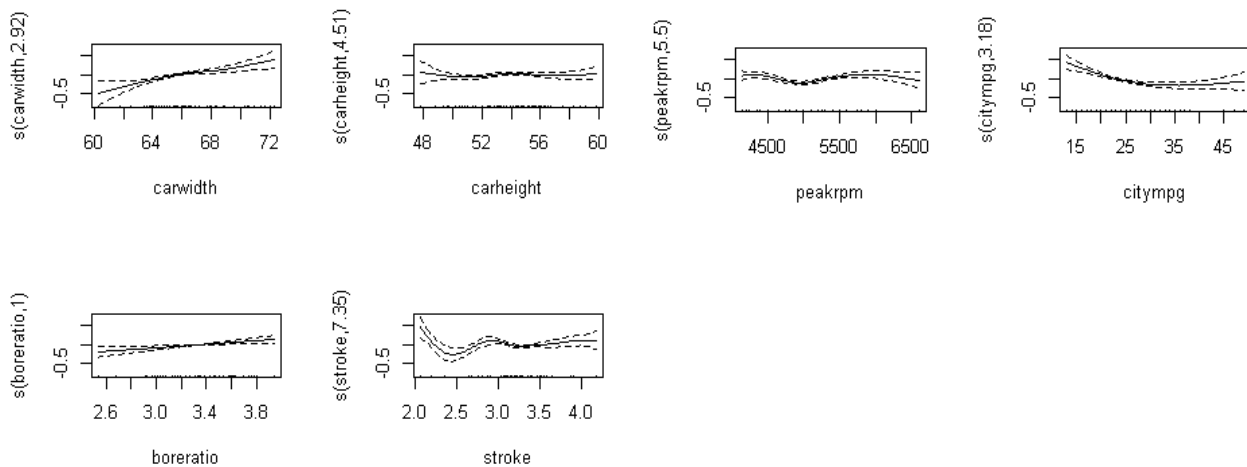 s(carwidth,2.92)
-0.5
60 64 68 72
carwidth
s(carheight,4.51)
-0.5
48 52 56 60
carheight
s(peakrpm,5.5)
-0.5
4500 5500 6500
peakrpm
s(citympg,3.18)
-0.5
15 25 35 45
citympg
s(boreratio,1)
-0.5
2.6 3.0 3.4 3.8
boreratio
s(stroke,7.35)
-0.5
2.0 2.5 3.0 3.5 4.0
stroke